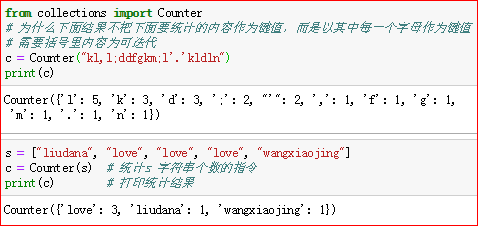 from collections import Counter
# 为什么下面结果不把下面要统计的内容作为键值，而是以其中每一个字母作为键值
# 需要括号里内容为可迭代
c = Counter("kl,l;ddfgkm;l'.'kldln")
print(c)
Counter({'l': 5, 'k': 3, 'd': 3, ';': 2, "'": 2, ',': 1, 'f': 1, 'g': 1,
'm': 1, '.': 1, 'n': 1})
s = ["liudana", "love", "love", "love", "wangxiaojing"]
c = Counter(s)  # 统计s 字符串个数的指令
print(c)        # 打印统计结果
Counter({'love': 3, 'liudana': 1, 'wangxiaojing': 1})